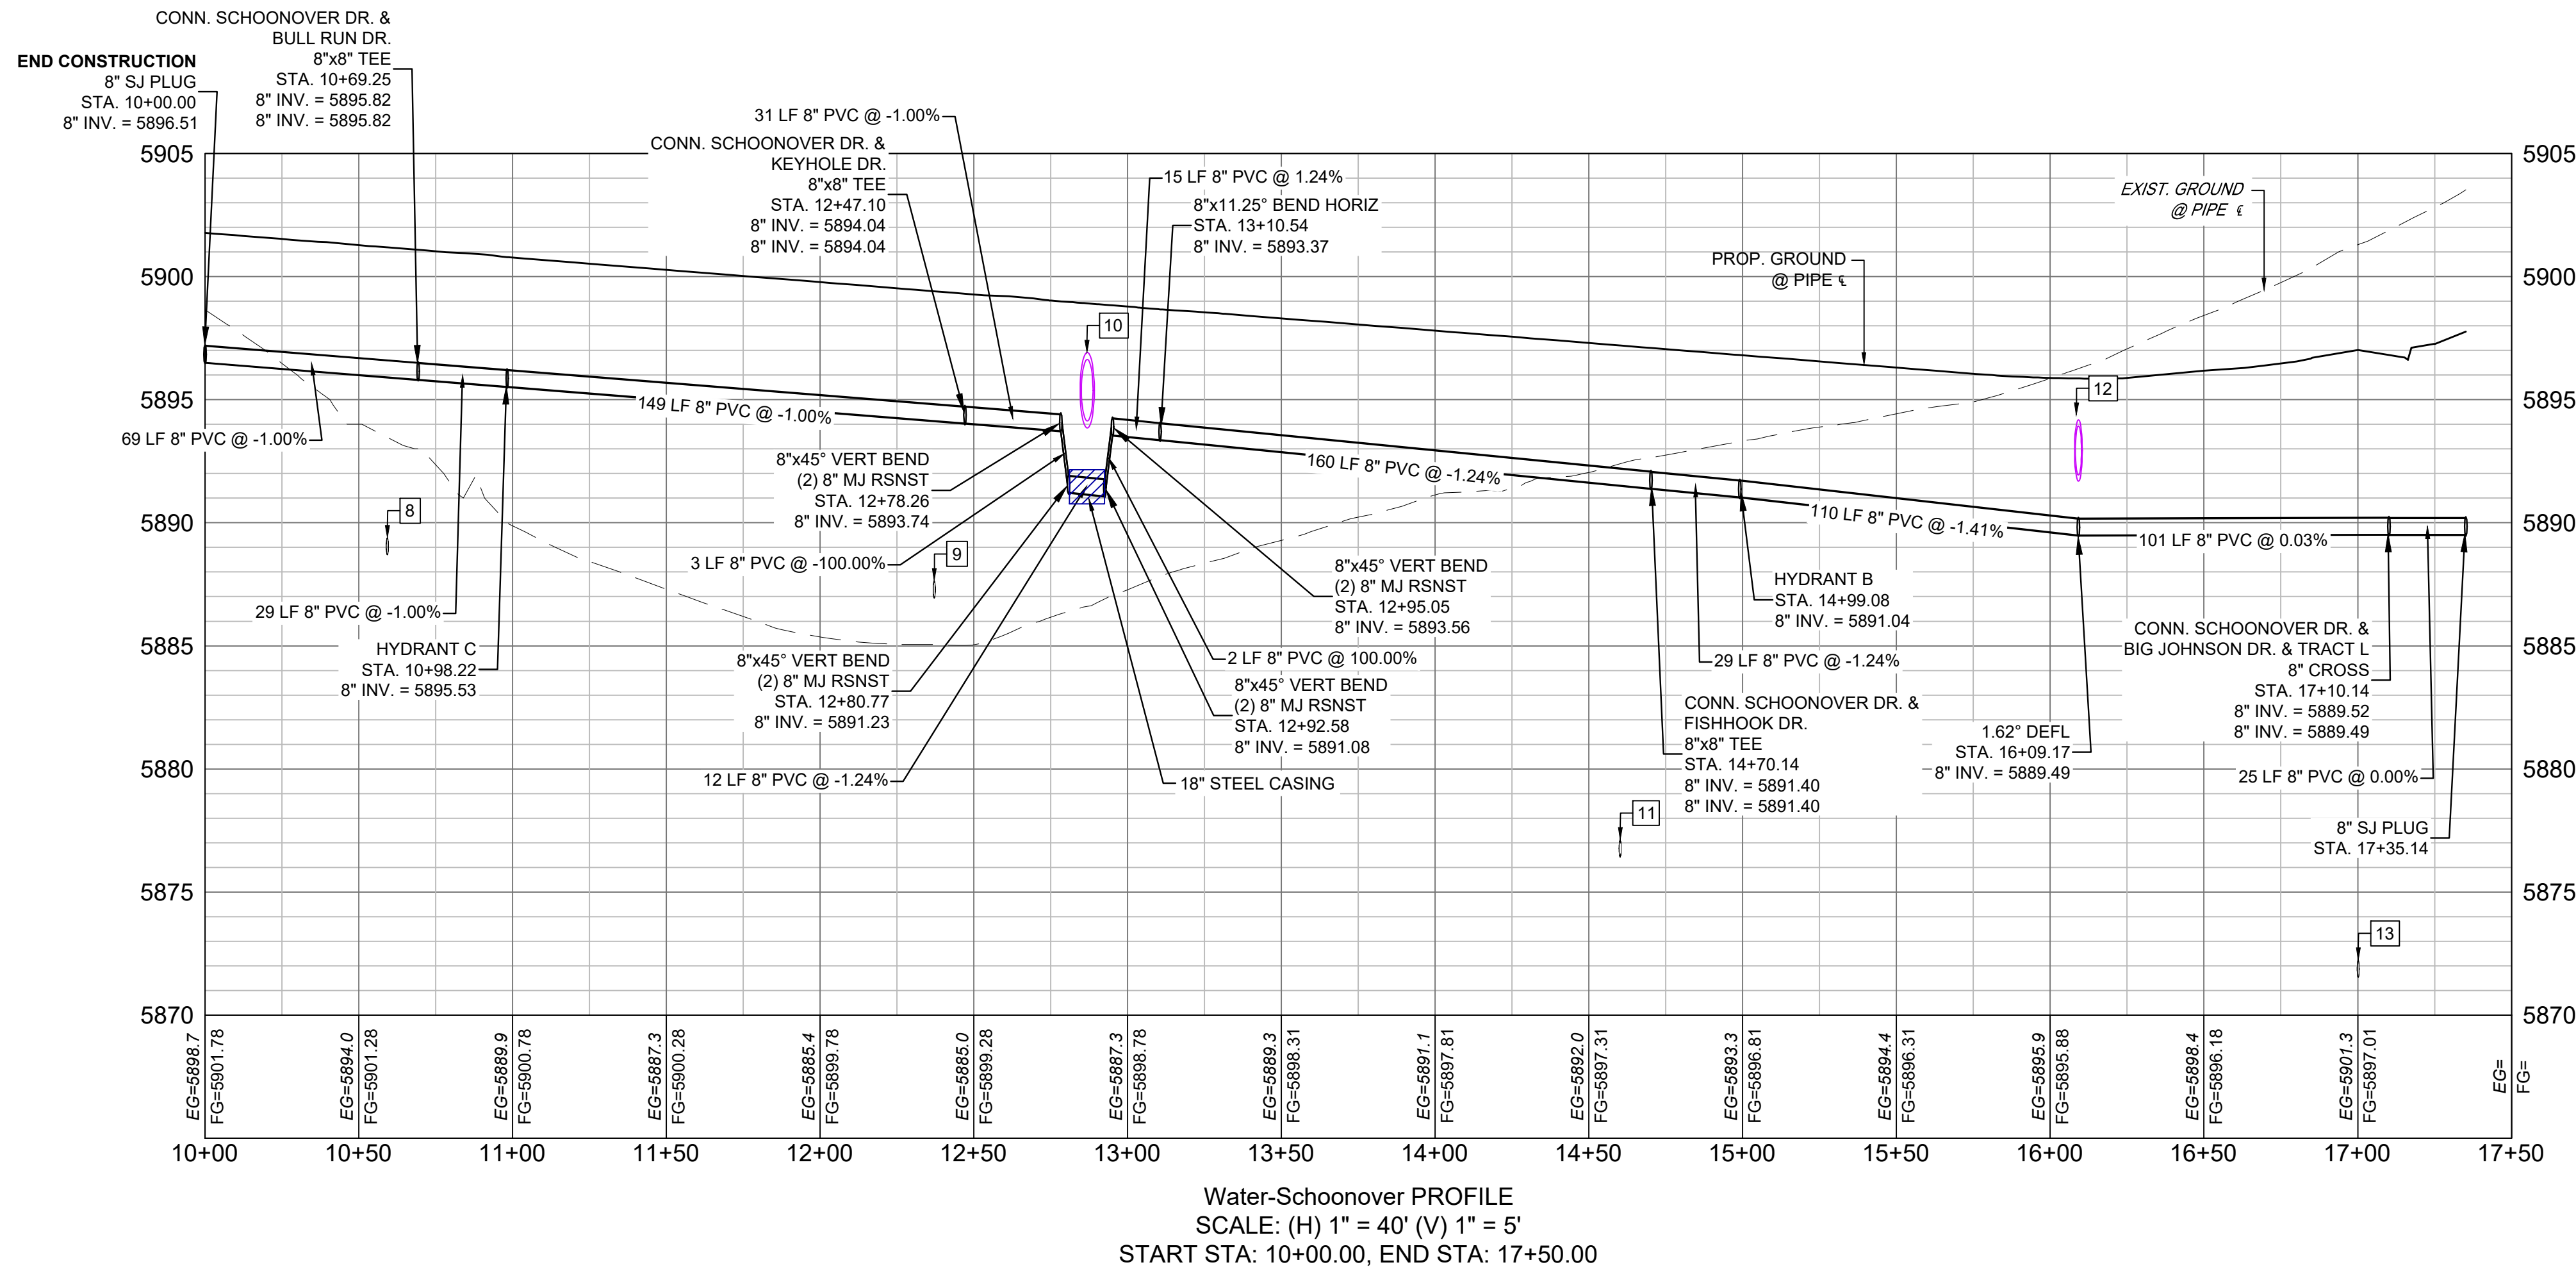 CONN. SCHOONOVER DR. &
BULL RUN DR.
8"x8" TEE
STA. 10+69.25
8" INV. = 5895.82
8" INV. = 5895.82
END CONSTRUCTION
8" SJ PLUG
STA. 10+00.00
8" INV. = 5896.51
31 LF 8" PVC @ -1.00%
CONN. SCHOONOVER DR. &
KEYHOLE DR.
8"x8" TEE
STA. 12+47.10
8" INV. = 5894.04
8" INV. = 5894.04
15 LF 8" PVC @ 1.24%
8"x11.25° BEND HORIZ
STA. 13+10.54
8" INV. = 5893.37
EXIST. GROUND
@ PIPE ℄
PROP. GROUND
@ PIPE ℄
5905
5900
5895
5890
5885
5880
5875
5870
5905
5900
5895
5890
5885
5880
5875
5870
10
12
8
9
11
13
69 LF 8" PVC @ -1.00%
149 LF 8" PVC @ -1.00%
8"x45° VERT BEND
(2) 8" MJ RSNST
STA. 12+78.26
8" INV. = 5893.74
3 LF 8" PVC @ -100.00%
29 LF 8" PVC @ -1.00%
HYDRANT C
STA. 10+98.22
8" INV. = 5895.53
8"x45° VERT BEND
(2) 8" MJ RSNST
STA. 12+80.77
8" INV. = 5891.23
12 LF 8" PVC @ -1.24%
160 LF 8" PVC @ -1.24%
8"x45° VERT BEND
(2) 8" MJ RSNST
STA. 12+95.05
8" INV. = 5893.56
2 LF 8" PVC @ 100.00%
8"x45° VERT BEND
(2) 8" MJ RSNST
STA. 12+92.58
8" INV. = 5891.08
18" STEEL CASING
110 LF 8" PVC @ -1.41%
HYDRANT B
STA. 14+99.08
8" INV. = 5891.04
29 LF 8" PVC @ -1.24%
CONN. SCHOONOVER DR. &
FISHHOOK DR.
8"x8" TEE
STA. 14+70.14
8" INV. = 5891.40
8" INV. = 5891.40
101 LF 8" PVC @ 0.03%
1.62° DEFL
STA. 16+09.17
8" INV. = 5889.49
CONN. SCHOONOVER DR. &
BIG JOHNSON DR. & TRACT L
8" CROSS
STA. 17+10.14
8" INV. = 5889.52
8" INV. = 5889.49
25 LF 8" PVC @ 0.00%
8" SJ PLUG
STA. 17+35.14
EG=5898.7
FG=5901.78
EG=5894.0
FG=5901.28
EG=5889.9
FG=5900.78
EG=5887.3
FG=5900.28
EG=5885.4
FG=5899.78
EG=5885.0
FG=5899.28
EG=5887.3
FG=5898.78
EG=5889.3
FG=5898.31
EG=5891.1
FG=5897.81
EG=5892.0
FG=5897.31
EG=5893.3
FG=5896.81
EG=5894.4
FG=5896.31
EG=5895.9
FG=5895.88
EG=5898.4
FG=5896.18
EG=5901.3
FG=5897.01
EG=
FG=
10+00
10+50
11+00
11+50
12+00
12+50
13+00
13+50
14+00
14+50
15+00
15+50
16+00
16+50
17+00
17+50
Water-Schoonover PROFILE
SCALE: (H) 1" = 40' (V) 1" = 5'
START STA: 10+00.00, END STA: 17+50.00